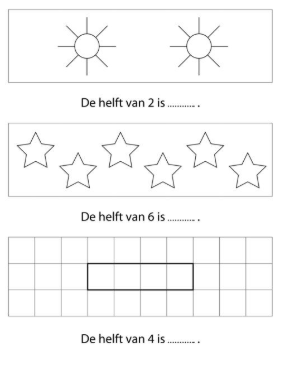 De helft van 2 is ............ .
De helft van 6 is ............ .
De helft van 4 is ............ .